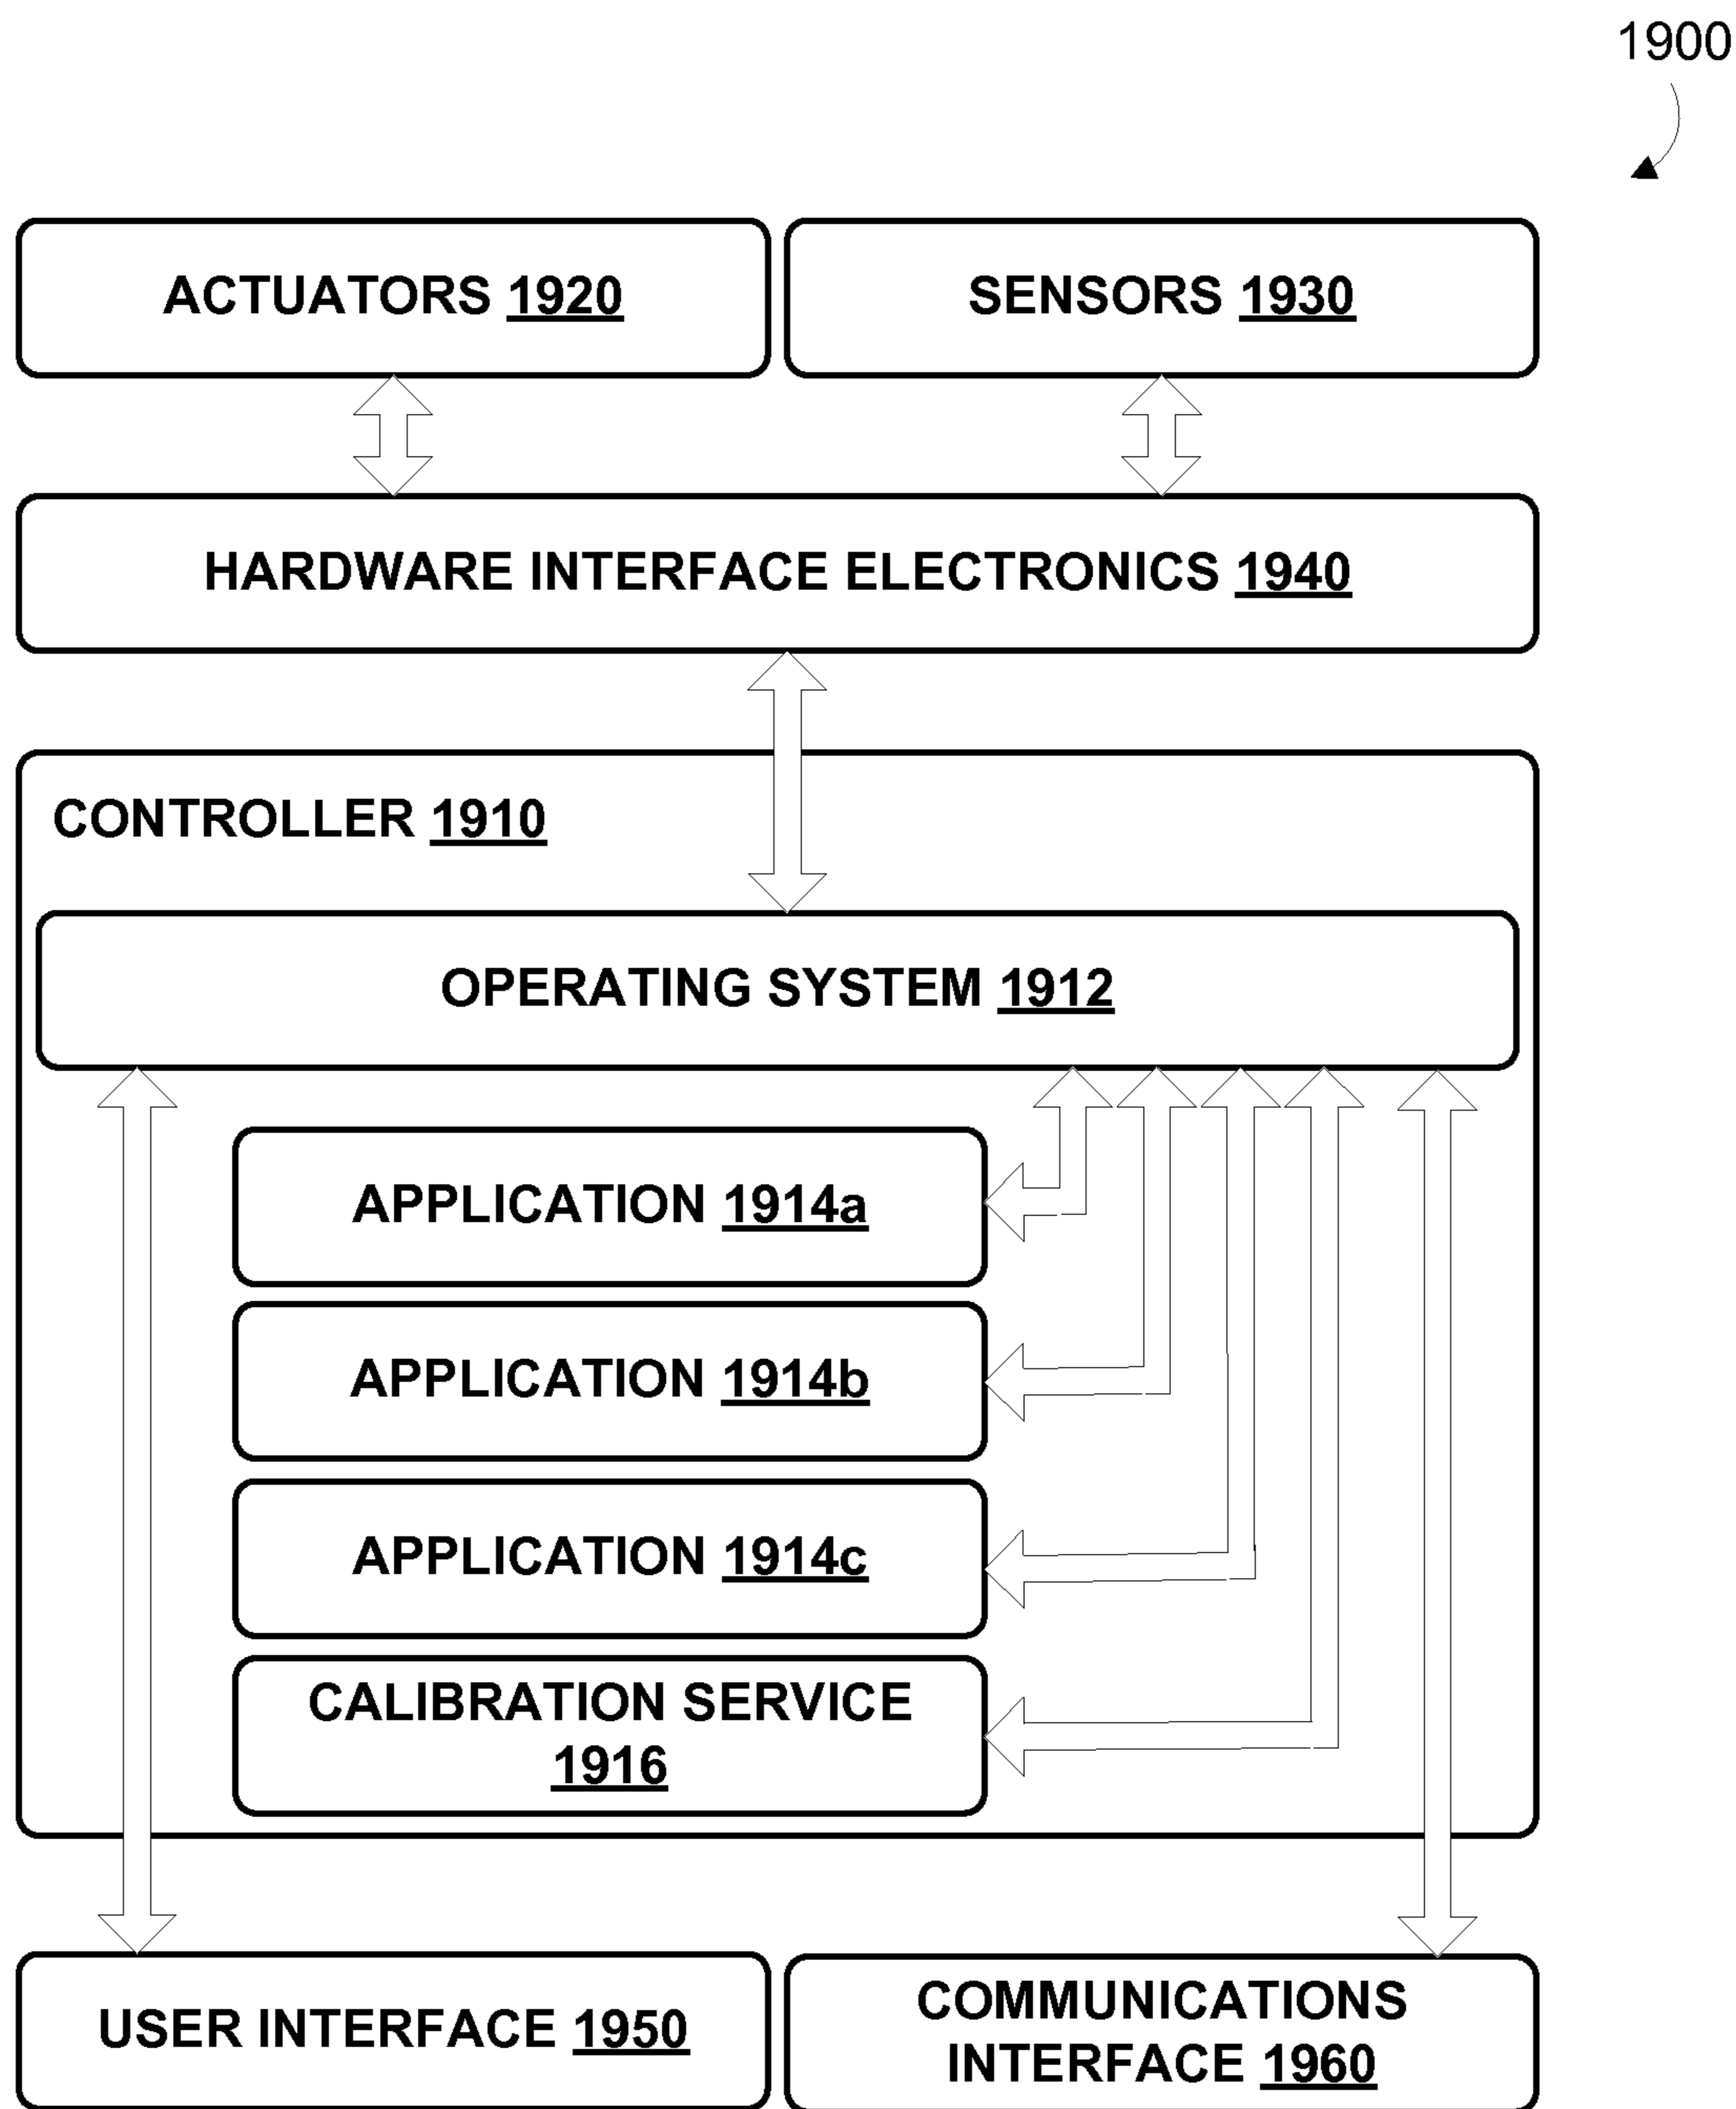 1900
ACTUATORS 1920
SENSORS 1930
HARDWARE INTERFACE ELECTRONICS 1940
CONTROLLER 1910
OPERATING SYSTEM 1912
APPLICATION 1914a
APPLICATION 1914b
APPLICATION 1914c
CALIBRATION SERVICE
1916
USER INTERFACE 1950
COMMUNICATIONS
INTERFACE 1960